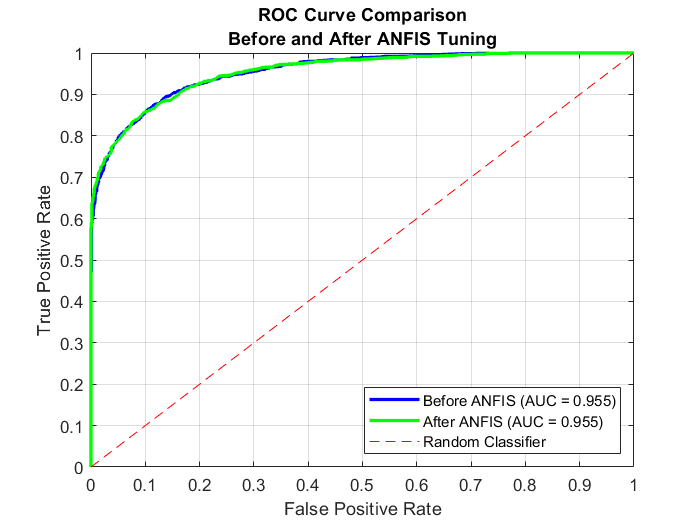 ROC Curve Comparison
Before and After ANFIS Tuning
1
0.9
0.8
0.7
0.6
0.5
0.4
0.3
0.2
0.1
0
True Positive Rate
Before ANFIS (AUC = 0.955)
After ANFIS (AUC = 0.955)
Random Classifier
0 0.1 0.2 0.3 0.4 0.5 0.6 0.7 0.8 0.9 1
False Positive Rate